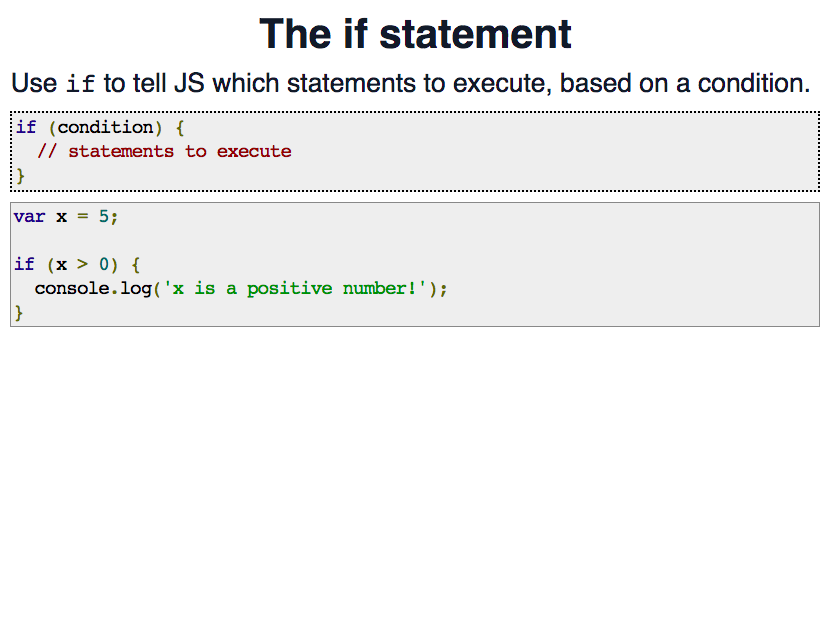 The if statement
Use if to tell JS which statements to execute, based on a condition.
if (condition) {
  // statements to execute
}
var x = 5;

if (x > 0) {
  console.log('x is a positive number!');
}